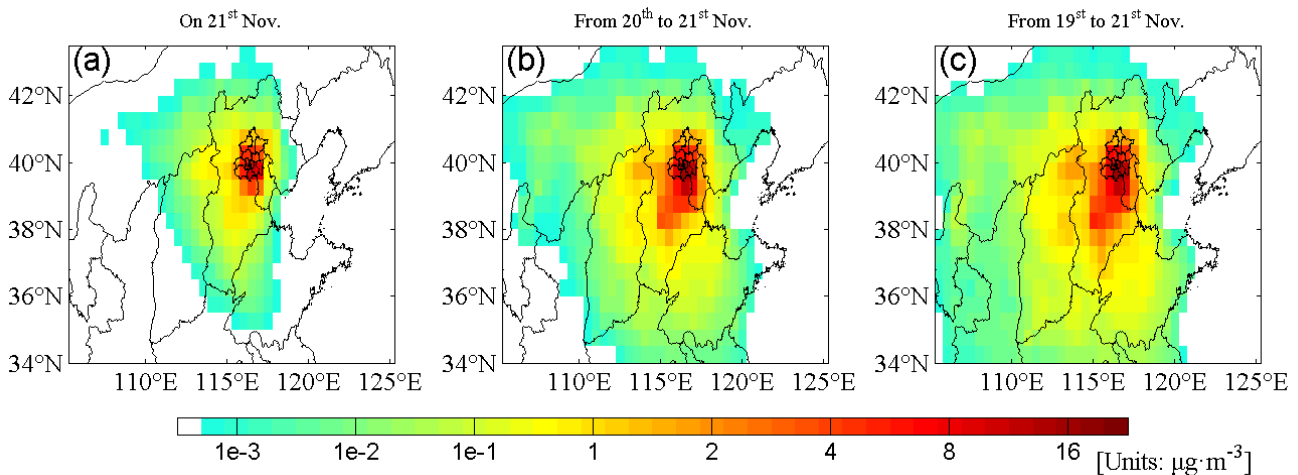 On 21st Nov.
From 20th to 21st Nov.
From 19st to 21st Nov.
(a)
(b)
(c)
42°N
40°N
38°N
36°N
34°N
42°N
40°N
38°N
36°N
34°N
42°N
40°N
38°N
36°N
34°N
110°E 115°E 120°E 125°E
110°E 115°E 120°E 125°E
110°E 115°E 120°E 125°E
1e-3 1e-2 1e-1 1 2 4 8 16
[Units: μg·m-3]